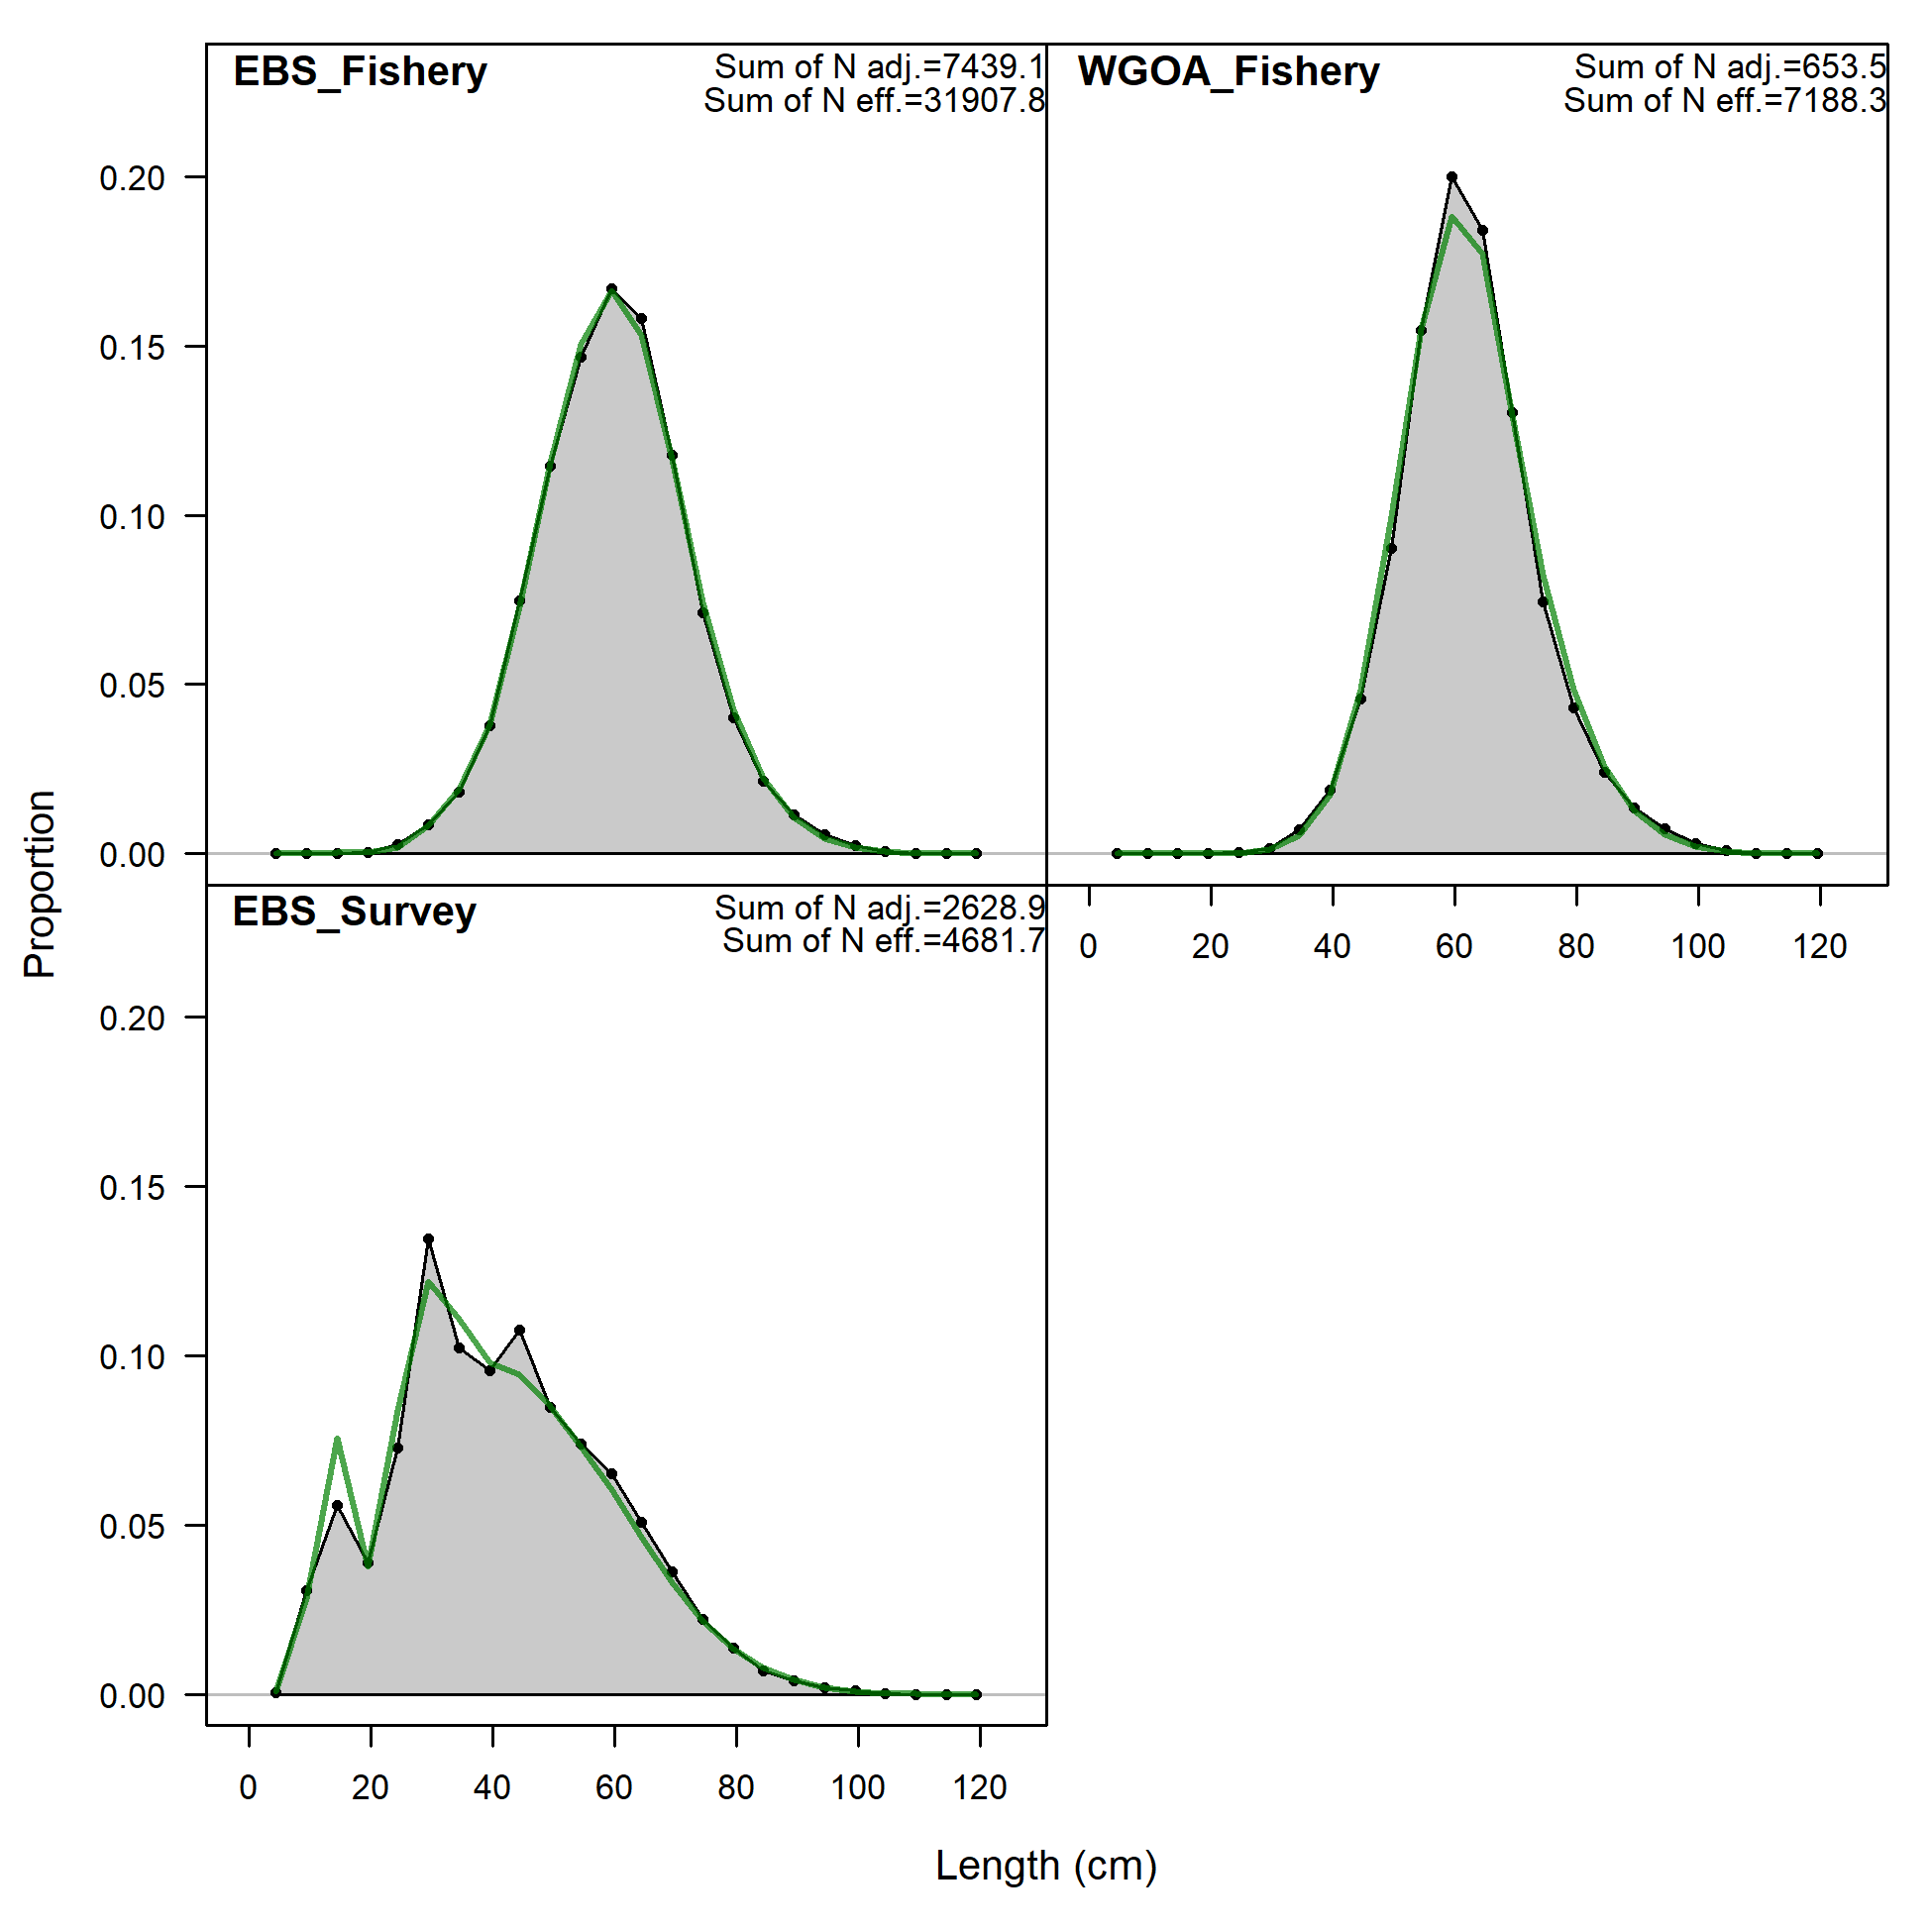 EBS_Fishery
Sum of N adj.=7439.1
Sum of N eff.=31907.8
WGOA_Fishery
Sum of N adj.=653.5
Sum of N eff.=7188.3
0.20
0.15
0.10
0.05
0.00
0 20 40 60 80 100 120
EBS_Survey
Sum of N adj.=2628.9
Sum of N eff.=4681.7
0.20
0.15
0.10
0.05
0.00
0 20 40 60 80 100 120
Proportion
Length (cm)